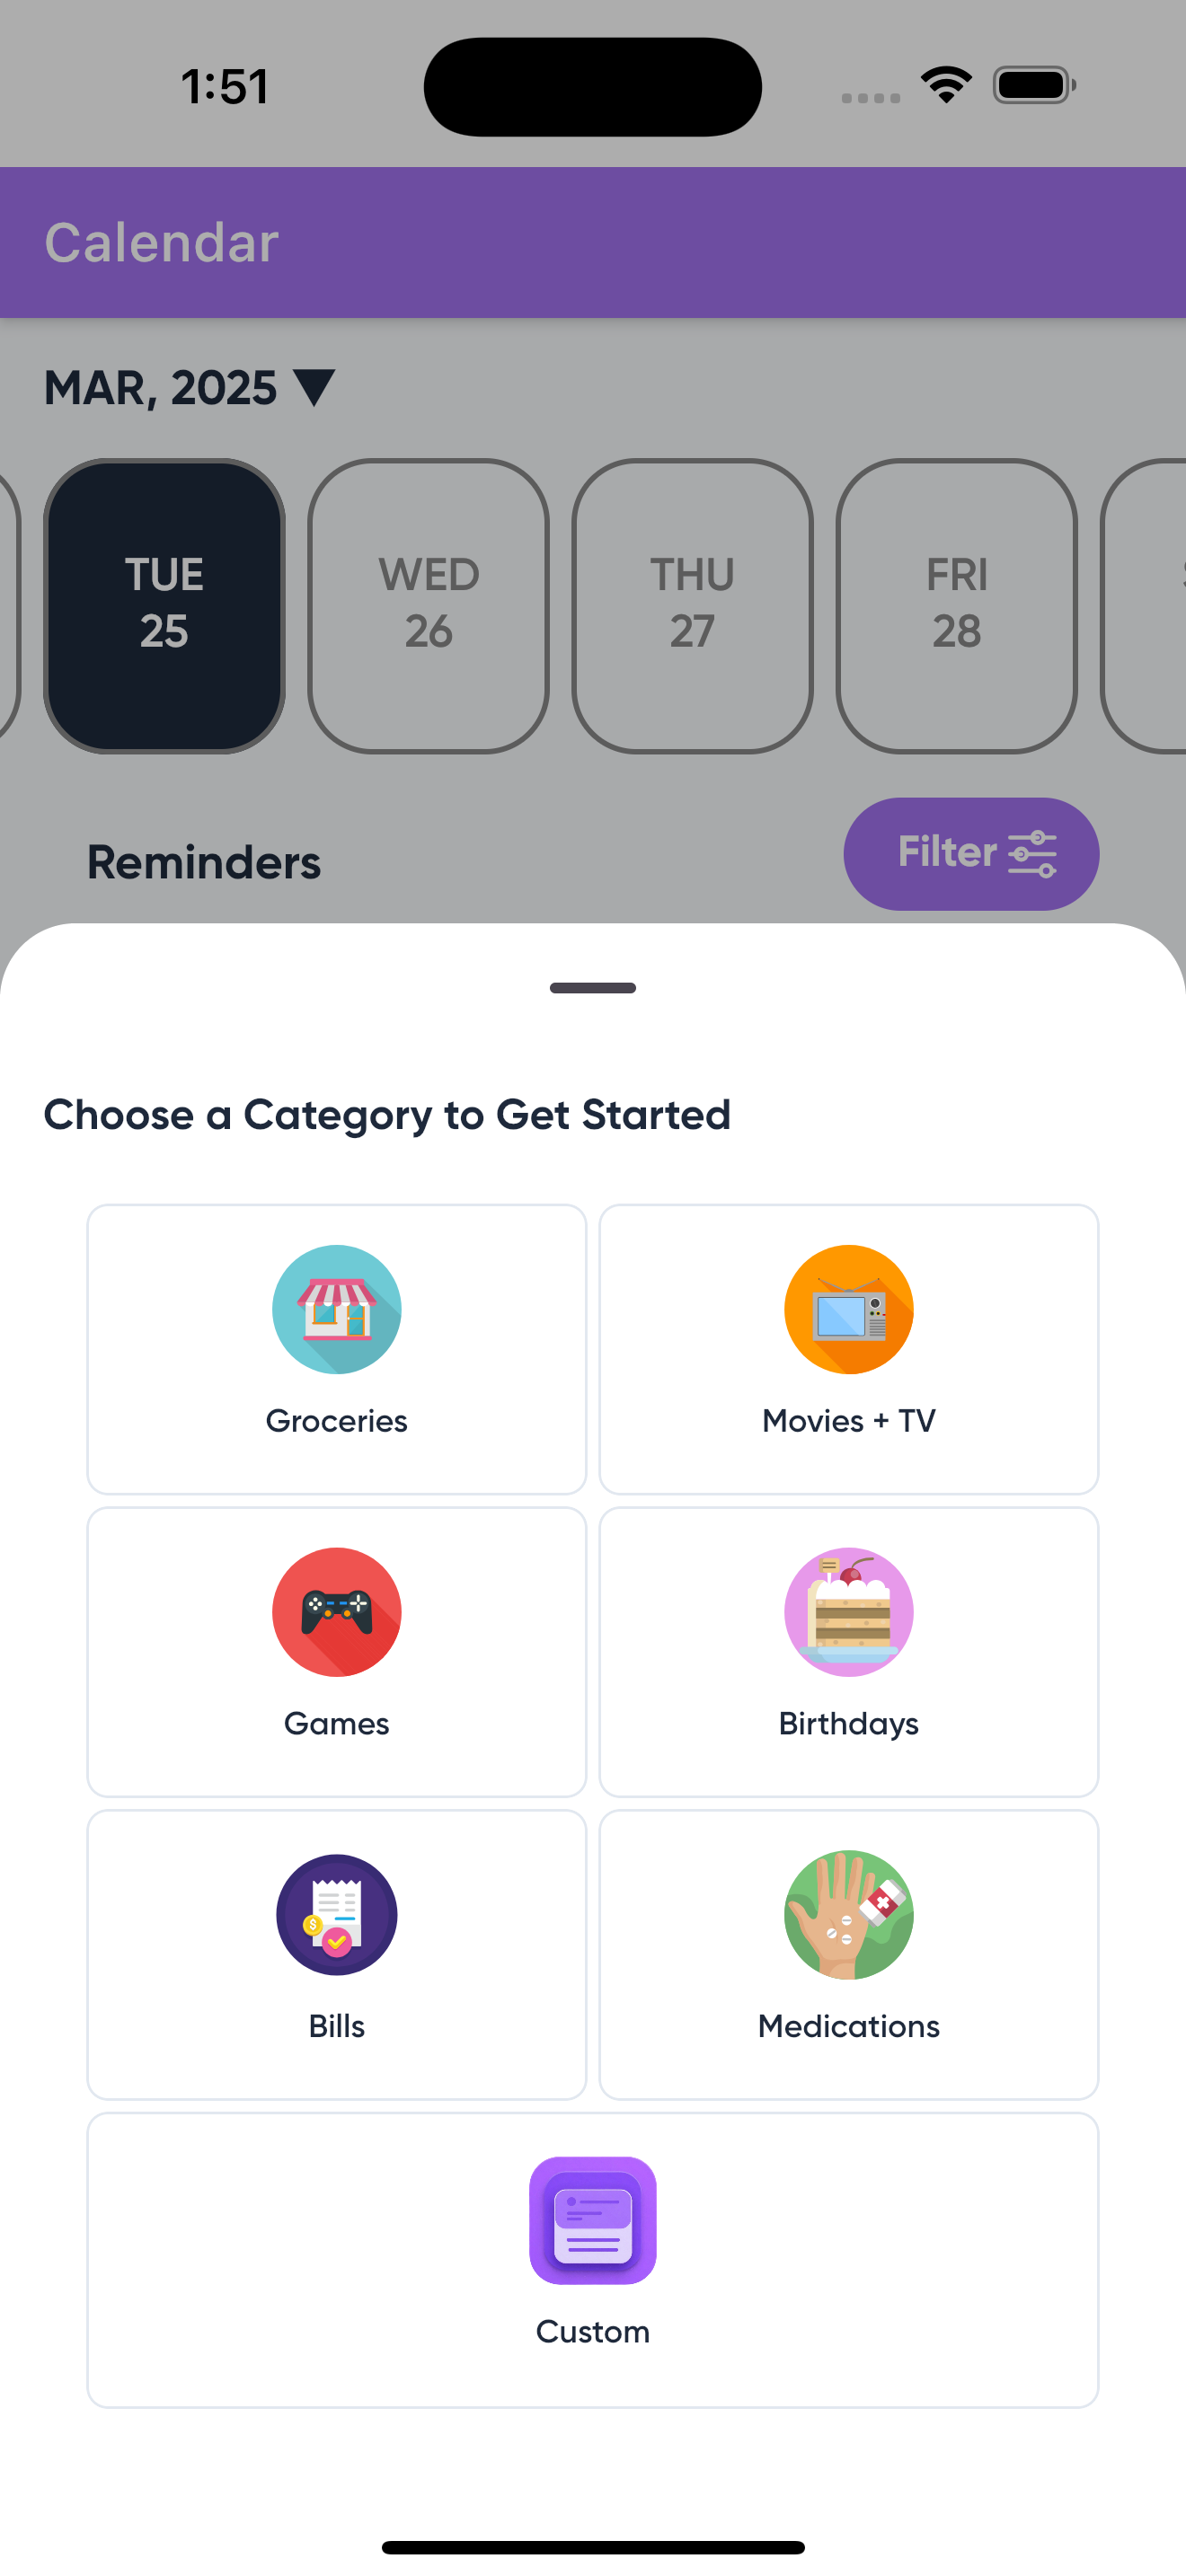 1:51
Calendar
MAR, 2025
TUE
25
WED
26
THU
27
FRI
28
Reminders
Filter
Choose a Category to Get Started
Groceries
Movies + TV
Games
Birthdays
Bills
Medications
Custom